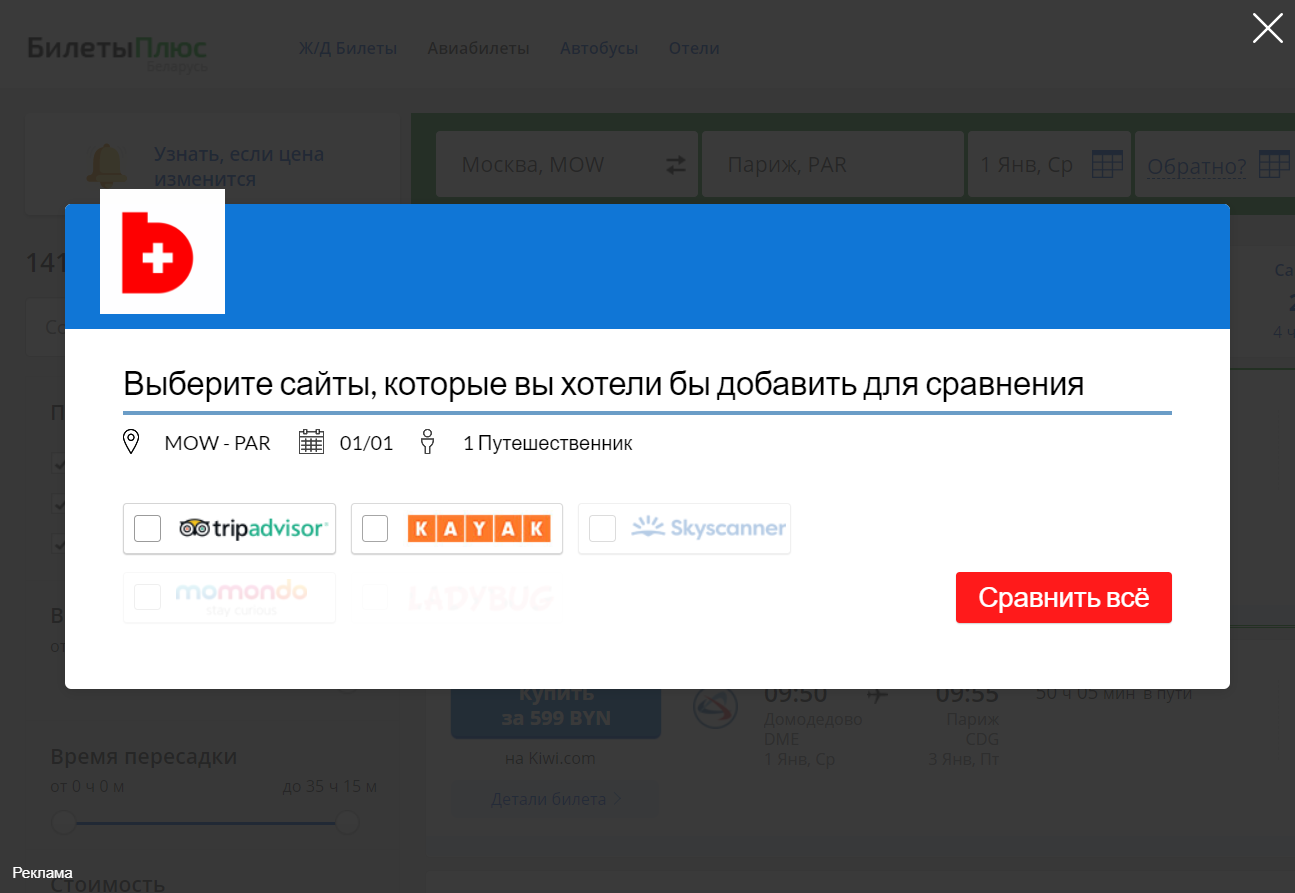 БилетыПлюс
Беларусь
Ж/Д Билеты Авиабилеты Автобусы Отели
Узнать, если цена
изменится
Москва, MOW Париж, PAR 1 Янв, Ср Обратно?
141
Выберите сайты, которые вы хотели бы добавить для сравнения
MOW - PAR 01/01 1 Путешественник
tripadvisor KAYAK Skyscanner
momondo LADYBUG
stay curious
Сравнить всё
Купить
за 599 BYN
на Kiwi.com
Детали билета
09:50 09:55 30 ч 05 мин в пути
Домодедово Париж
DME CDG
1 Янв, Ср 3 Янв, Пт
Время пересадки
от 0 ч 0 м до 35 ч 15 м
Реклама
Стоимость